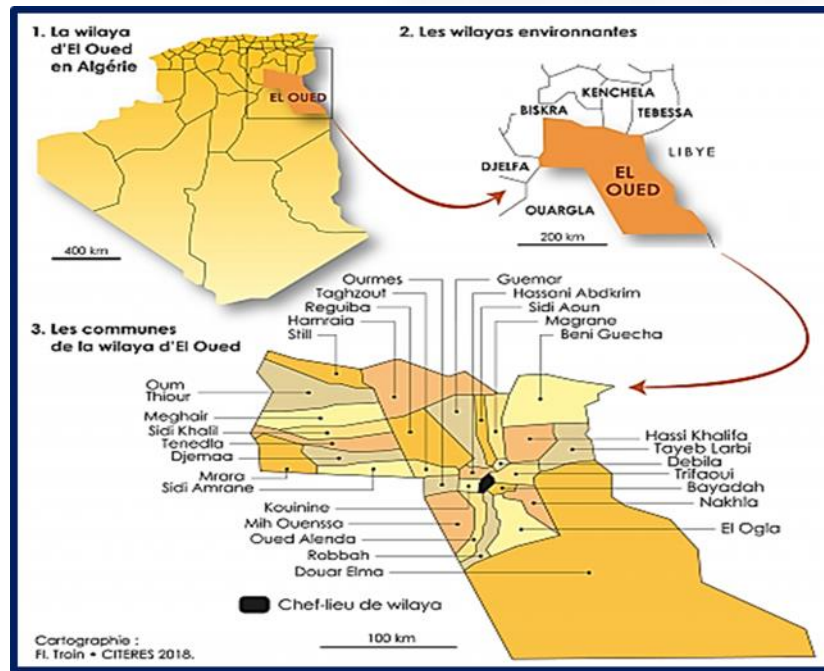 1. La wilaya
d'El Oued
en Algérie
EL OUED
400 km
2. Les wilayas environnantes
KENCHELA
BISKRA
TEBESSA
LIBYE
DJELFA
EL
OUED
OUARGLA
200 km
3. Les communes
de la wilaya d'El Oued
Ourmes
Taghzout
Reguiba
Hamraia
Still
Guemar
Hassani Abdkrim
Sidi Aoun
Magrane
Beni Guecha
Oum
Thiour
Meghair
Sidi Khalil
Tenedla
Djemaa
Mrara
Sidi Amrane
Hassi Khalifa
Tayeb Larbi
Debila
Trifaoui
Bayadah
Nakhla
El Ogla
Kouinine
Mih Ouenssa
Oued Alenda
Robbah
Douar Elma
Chef-lieu de wilaya
100 km
Cartographie :
Fl. Troin • CITERES 2018.